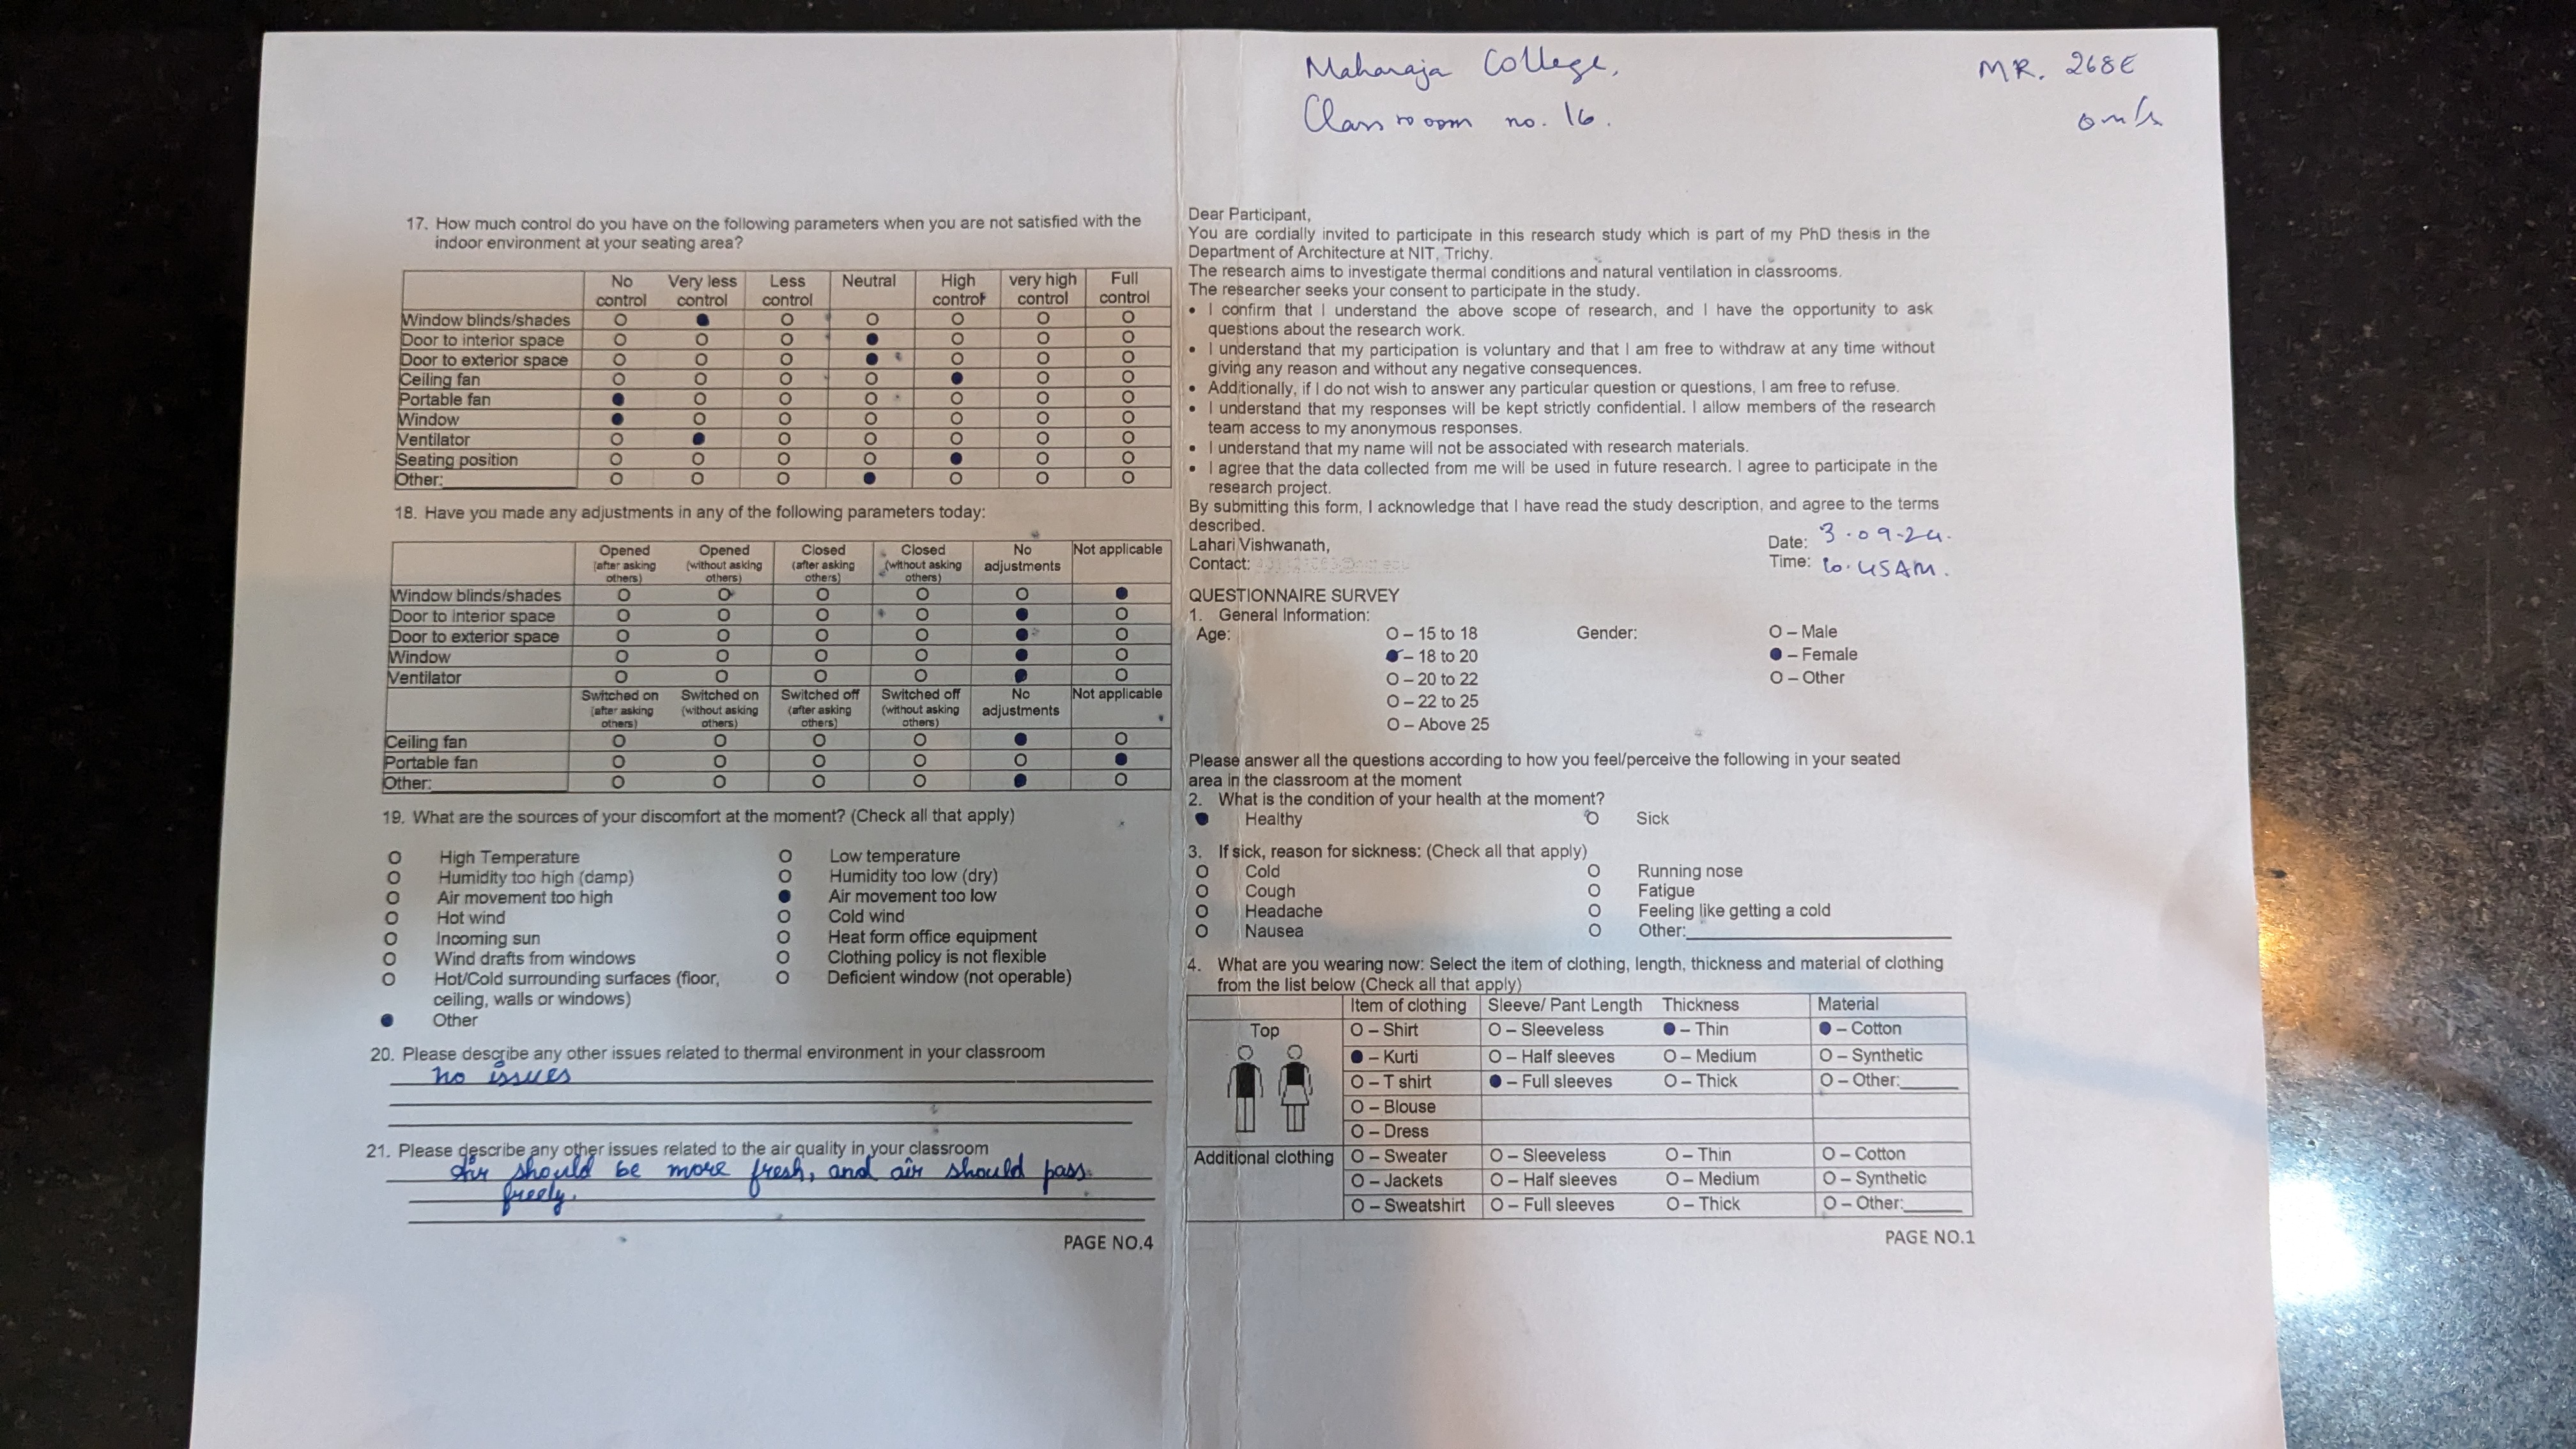 Maharaja College,
Classroom no. 16.
MR. 268E
0 m/s
17. How much control do you have on the following parameters when you are not satisfied with the
indoor environment at your seating area?
No control | Very less control | Less control | Neutral | High control | very high control | Full control
Window blinds/shades O ● O O O O O
Door to interior space O O O ● O O O
Door to exterior space O O O ● O O O
Ceiling fan O O O O ● O O
Portable fan ● O O O O O O
Window ● O O O O O O
Ventilator O ● O O O O O
Seating position O O O O ● O O
Other:________ O O O ● O O O
18. Have you made any adjustments in any of the following parameters today:
Opened (after asking others) | Opened (without asking others) | Closed (after asking others) | Closed (without asking others) | No adjustments | Not applicable
Window blinds/shades O O O O O ●
Door to interior space O O O O ● O
Door to exterior space O O O O ● O
Window O O O O ● O
Ventilator O O O O ● O
Switched on (after asking others) | Switched on (without asking others) | Switched off (after asking others) | Switched off (without asking others) | No adjustments | Not applicable
Ceiling fan O O O O ● O
Portable fan O O O O O ●
Other:________ O O O O ● O
19. What are the sources of your discomfort at the moment? (Check all that apply)
O High Temperature O Low temperature
O Humidity too high (damp) O Humidity too low (dry)
O Air movement too high ● Air movement too low
O Hot wind O Cold wind
O Incoming sun O Heat form office equipment
O Wind drafts from windows O Clothing policy is not flexible
O Hot/Cold surrounding surfaces (floor, O Deficient window (not operable)
ceiling, walls or windows)
● Other
20. Please describe any other issues related to thermal environment in your classroom
no issues
21. Please describe any other issues related to the air quality in your classroom
Air should be more fresh, and air should pass
freely.
PAGE NO.4
Dear Participant,
You are cordially invited to participate in this research study which is part of my PhD thesis in the
Department of Architecture at NIT, Trichy.
The research aims to investigate thermal conditions and natural ventilation in classrooms.
The researcher seeks your consent to participate in the study.
• I confirm that I understand the above scope of research, and I have the opportunity to ask
questions about the research work.
• I understand that my participation is voluntary and that I am free to withdraw at any time without
giving any reason and without any negative consequences.
• Additionally, if I do not wish to answer any particular question or questions, I am free to refuse.
• I understand that my responses will be kept strictly confidential. I allow members of the research
team access to my anonymous responses.
• I understand that my name will not be associated with research materials.
• I agree that the data collected from me will be used in future research. I agree to participate in the
research project.
By submitting this form, I acknowledge that I have read the study description, and agree to the terms
described.
Lahari Vishwanath,
Contact:
Date: 3.09.24.
Time: 10.45AM.
QUESTIONNAIRE SURVEY
1. General Information:
Age: O – 15 to 18 Gender: O – Male
● – 18 to 20 ● – Female
O – 20 to 22 O – Other
O – 22 to 25
O – Above 25
Please answer all the questions according to how you feel/perceive the following in your seated
area in the classroom at the moment
2. What is the condition of your health at the moment?
● Healthy O Sick
3. If sick, reason for sickness: (Check all that apply)
O Cold O Running nose
O Cough O Fatigue
O Headache O Feeling like getting a cold
O Nausea O Other:________
4. What are you wearing now: Select the item of clothing, length, thickness and material of clothing
from the list below (Check all that apply)
Item of clothing | Sleeve/ Pant Length | Thickness | Material
Top O – Shirt O – Sleeveless ● – Thin ● – Cotton
● – Kurti O – Half sleeves O – Medium O – Synthetic
O – T shirt ● – Full sleeves O – Thick O – Other:______
O – Blouse
O – Dress
Additional clothing O – Sweater O – Sleeveless O – Thin O – Cotton
O – Jackets O – Half sleeves O – Medium O – Synthetic
O – Sweatshirt O – Full sleeves O – Thick O – Other:______
PAGE NO.1